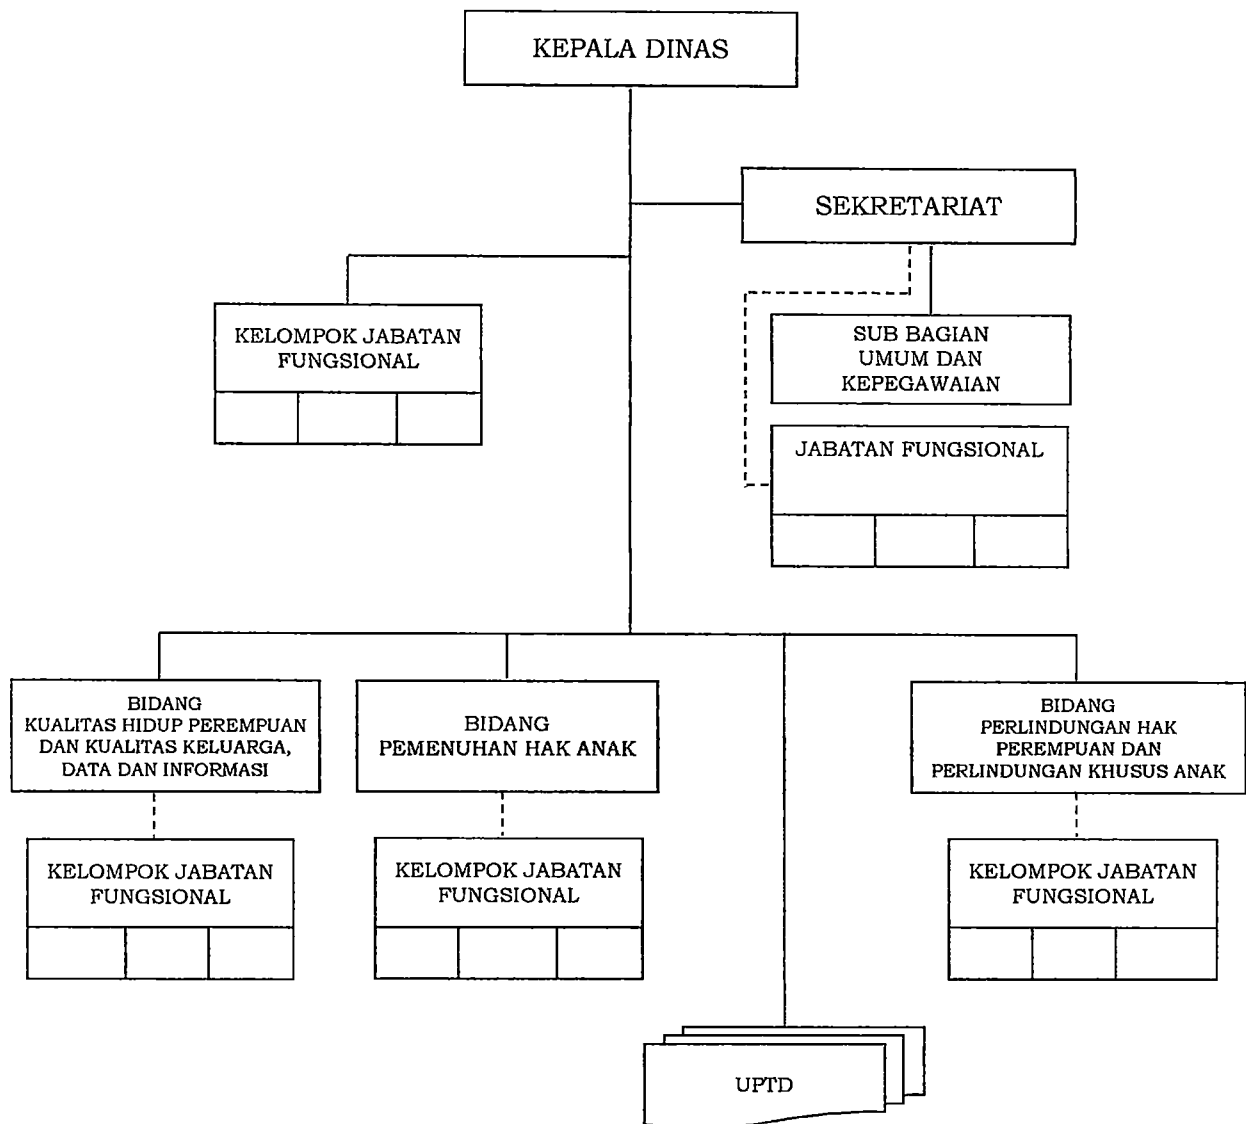 KEPALA DINAS
SEKRETARIAT
KELOMPOK JABATAN
FUNGSIONAL
SUB BAGIAN
UMUM DAN
KEPEGAWAIAN
JABATAN FUNGSIONAL
BIDANG
KUALITAS HIDUP PEREMPUAN
DAN KUALITAS KELUARGA,
DATA DAN INFORMASI
BIDANG
PEMENUHAN HAK ANAK
BIDANG
PERLINDUNGAN HAK
PEREMPUAN DAN
PERLINDUNGAN KHUSUS ANAK
KELOMPOK JABATAN
FUNGSIONAL
KELOMPOK JABATAN
FUNGSIONAL
KELOMPOK JABATAN
FUNGSIONAL
UPTD